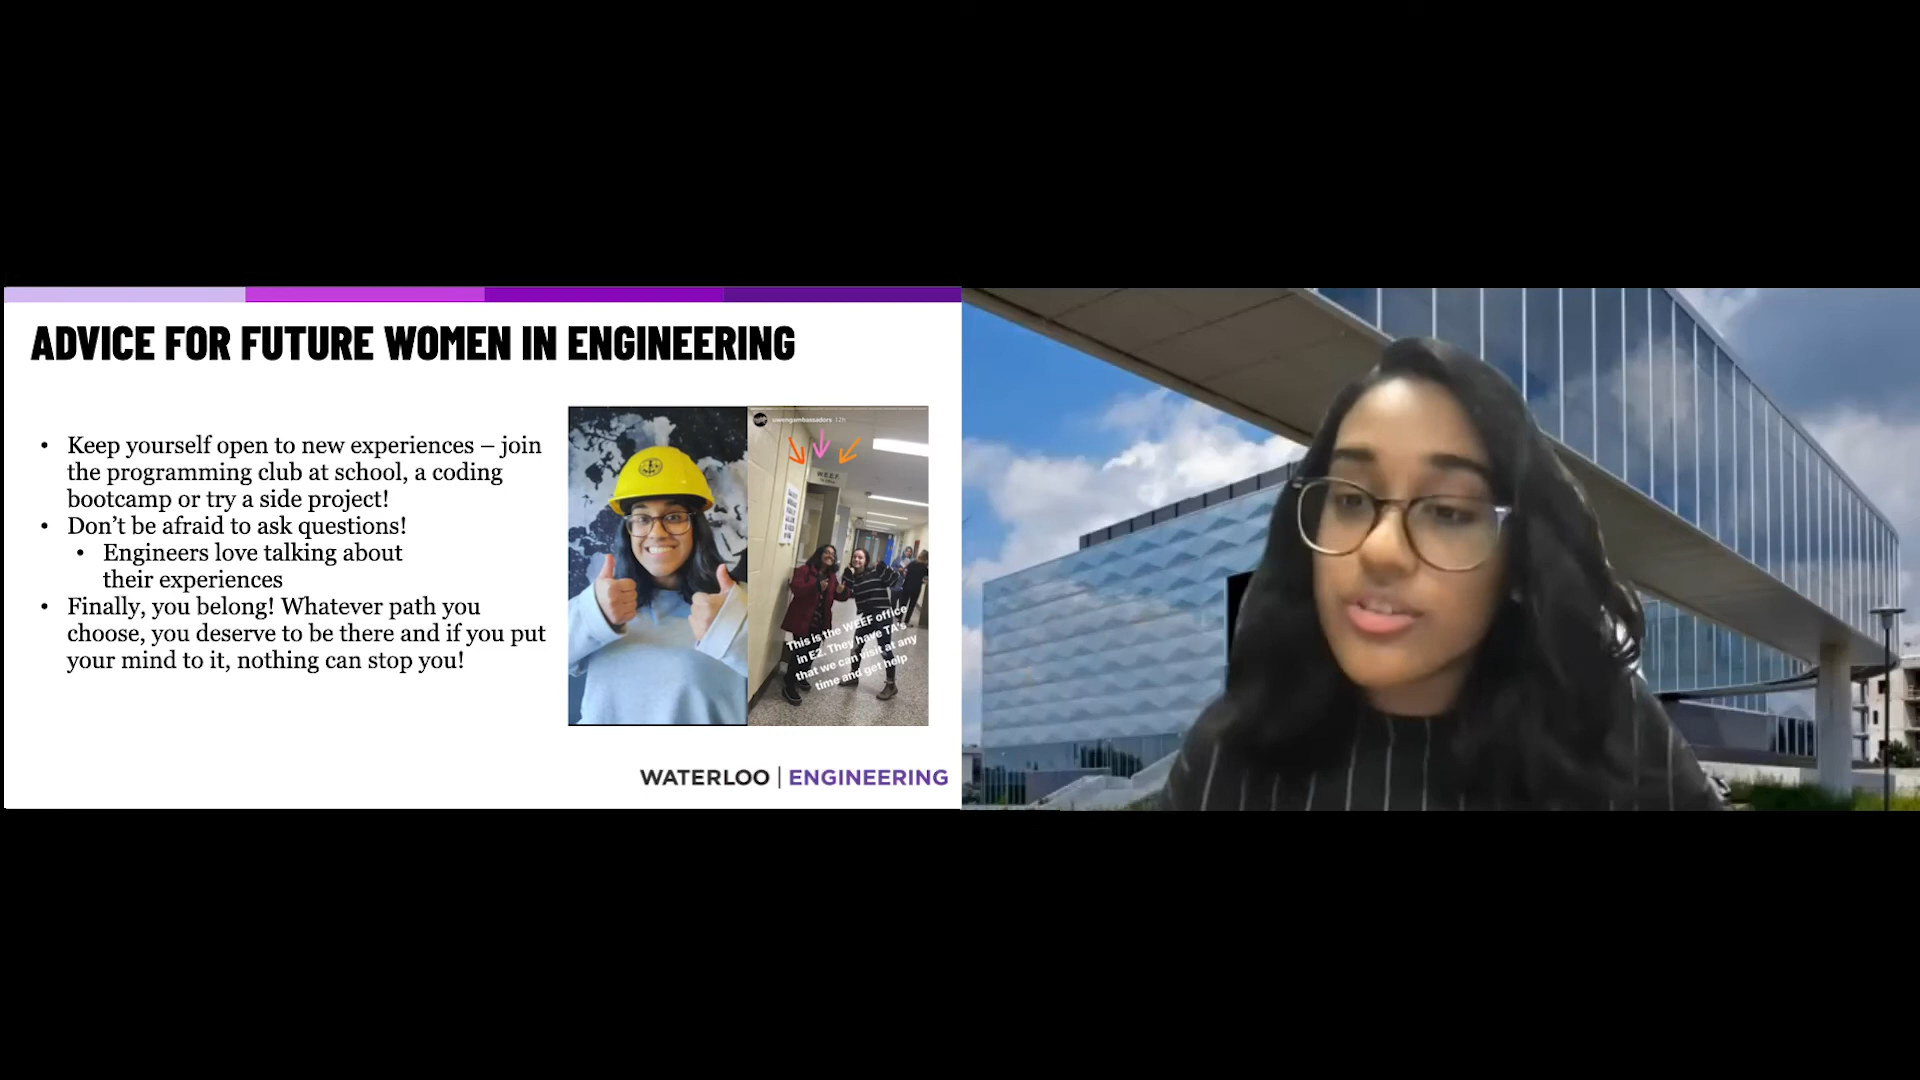 ADVICE FOR FUTURE WOMEN IN ENGINEERING
• Keep yourself open to new experiences – join
the programming club at school, a coding
bootcamp or try a side project!
• Don’t be afraid to ask questions!
• Engineers love talking about
their experiences
• Finally, you belong! Whatever path you
choose, you deserve to be there and if you put
your mind to it, nothing can stop you!
uwengambassadors 12h
W.E.E.F.
This is the WEEF office
in E2. They have TA's
that we can visit at any
time and get help
WATERLOO | ENGINEERING